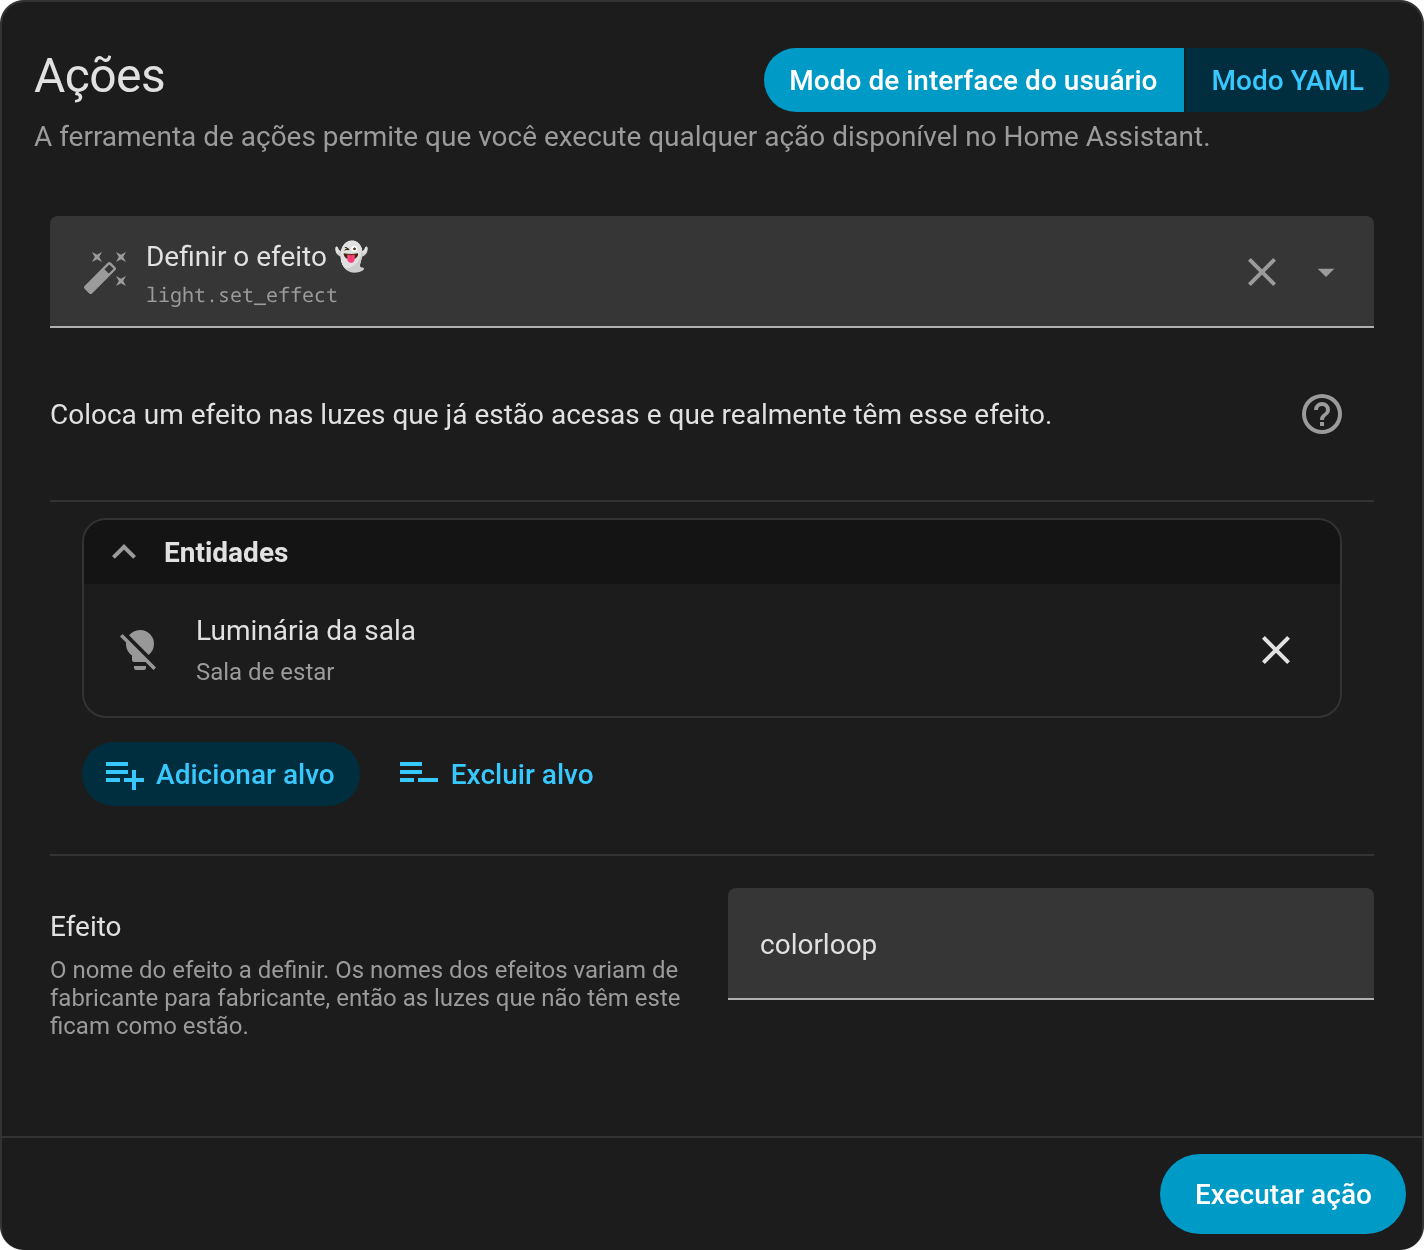 Ações
Modo de interface do usuário
Modo YAML
A ferramenta de ações permite que você execute qualquer ação disponível no Home Assistant.
Definir o efeito 👻
light.set_effect
Coloca um efeito nas luzes que já estão acesas e que realmente têm esse efeito.
Entidades
Luminária da sala
Sala de estar
Adicionar alvo
Excluir alvo
Efeito
O nome do efeito a definir. Os nomes dos efeitos variam de
fabricante para fabricante, então as luzes que não têm este
ficam como estão.
colorloop
Executar ação